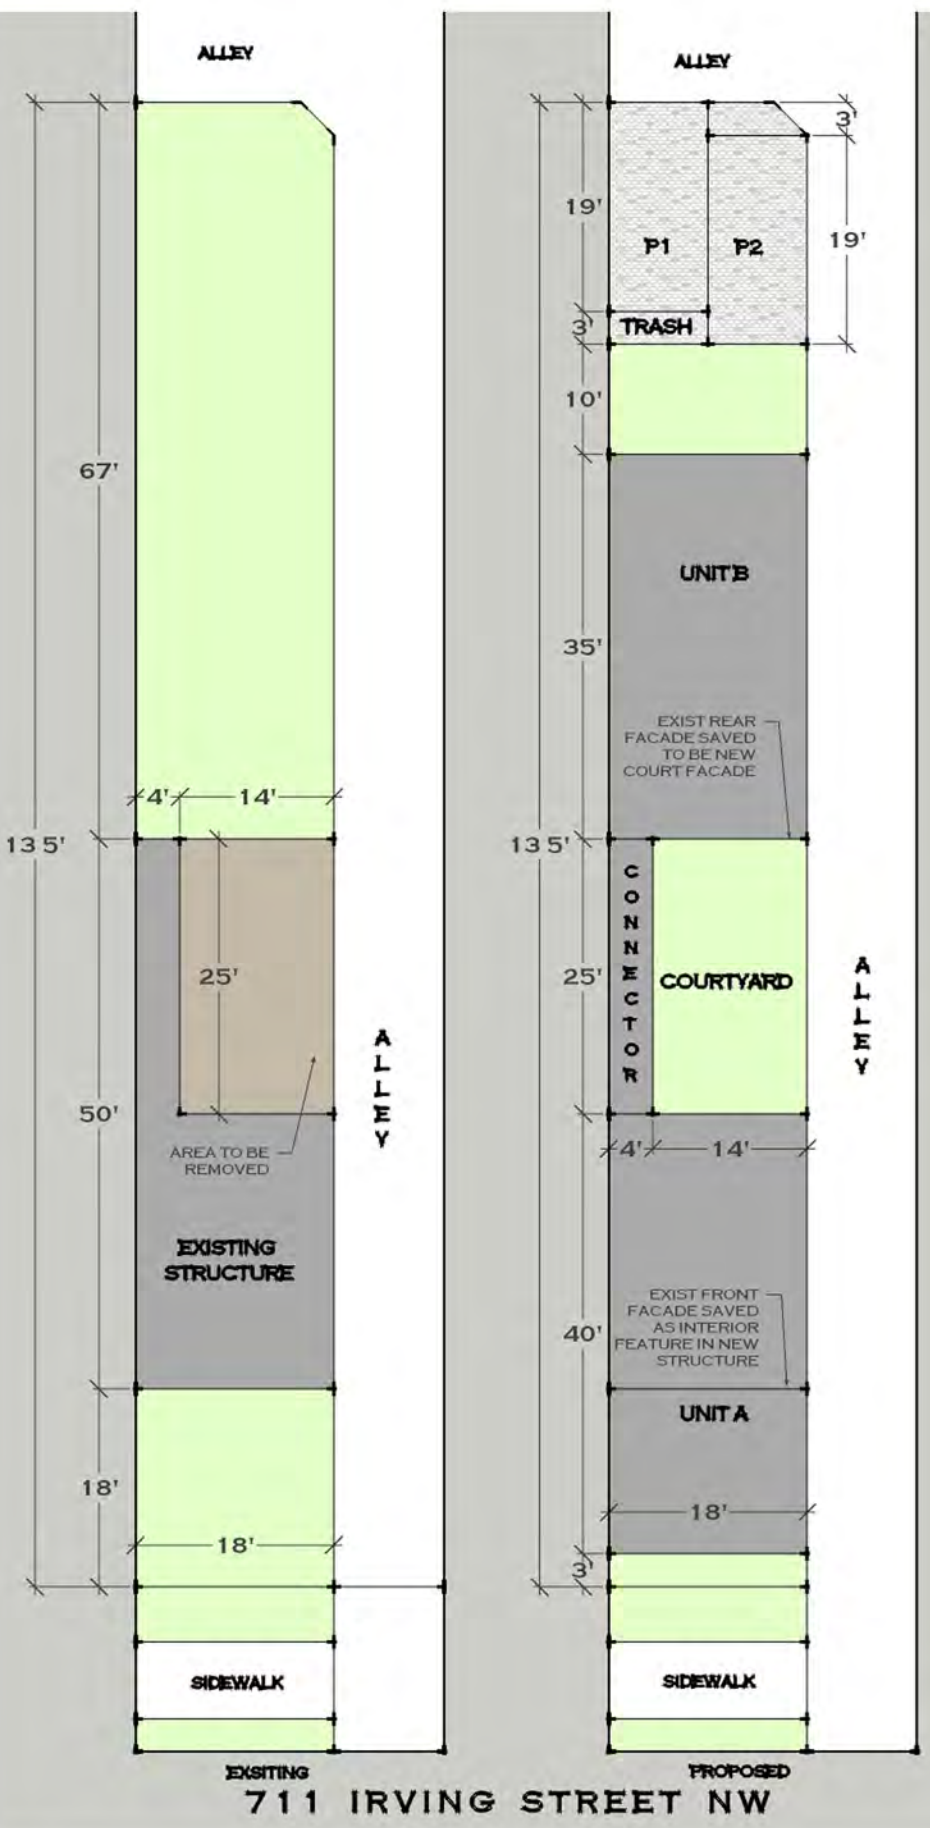 ALLEY
67'
4'
14'
13 5'
25'
50'
A
L
L
E
Y
AREA TO BE
REMOVED
EXISTING
STRUCTURE
18'
18'
SIDEWALK
EXSITING
ALLEY
3'
19'
19'
P1
P2
3'
TRASH
10'
UNIT B
35'
EXIST REAR
FACADE SAVED
TO BE NEW
COURT FACADE
13 5'
C
O
N
N
E
C
T
O
R
25'
COURTYARD
A
L
L
E
Y
4'
14'
EXIST FRONT
FACADE SAVED
AS INTERIOR
FEATURE IN NEW
STRUCTURE
40'
UNIT A
18'
3'
SIDEWALK
PROPOSED
711 IRVING STREET NW